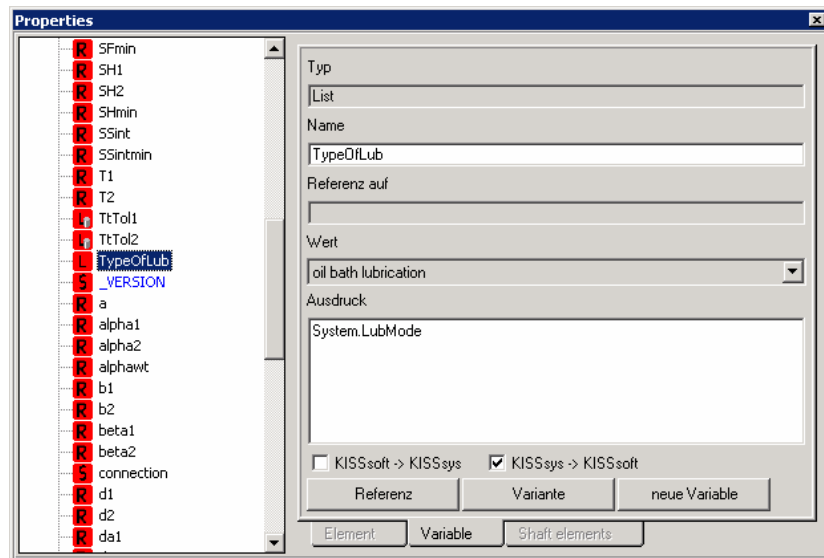 Properties
SFmin
SH1
SH2
SHmin
SSint
SSintmin
T1
T2
TtTol1
TtTol2
TypeOfLub
_VERSION
a
alpha1
alpha2
alphawt
b1
b2
beta1
beta2
connection
d1
d2
da1
Typ
List
Name
TypeOfLub
Referenz auf
Wert
oil bath lubrication
Ausdruck
System.LubMode
KISSsoft -> KISSsys KISSsys -> KISSsoft
Referenz Variante neue Variable
Element Variable Shaft elements